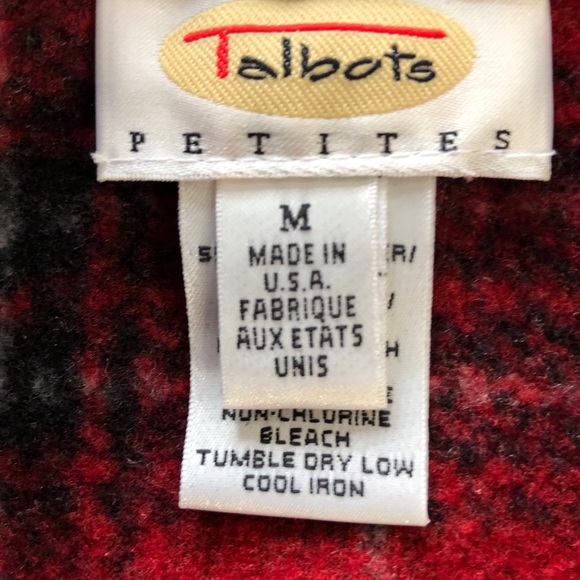 Talbots
PETITES
M
MADE IN
U.S.A.
FABRIQUE
AUX ETATS
UNIS
NON-CHLORINE
BLEACH
TUMBLE DRY LOW
COOL IRON